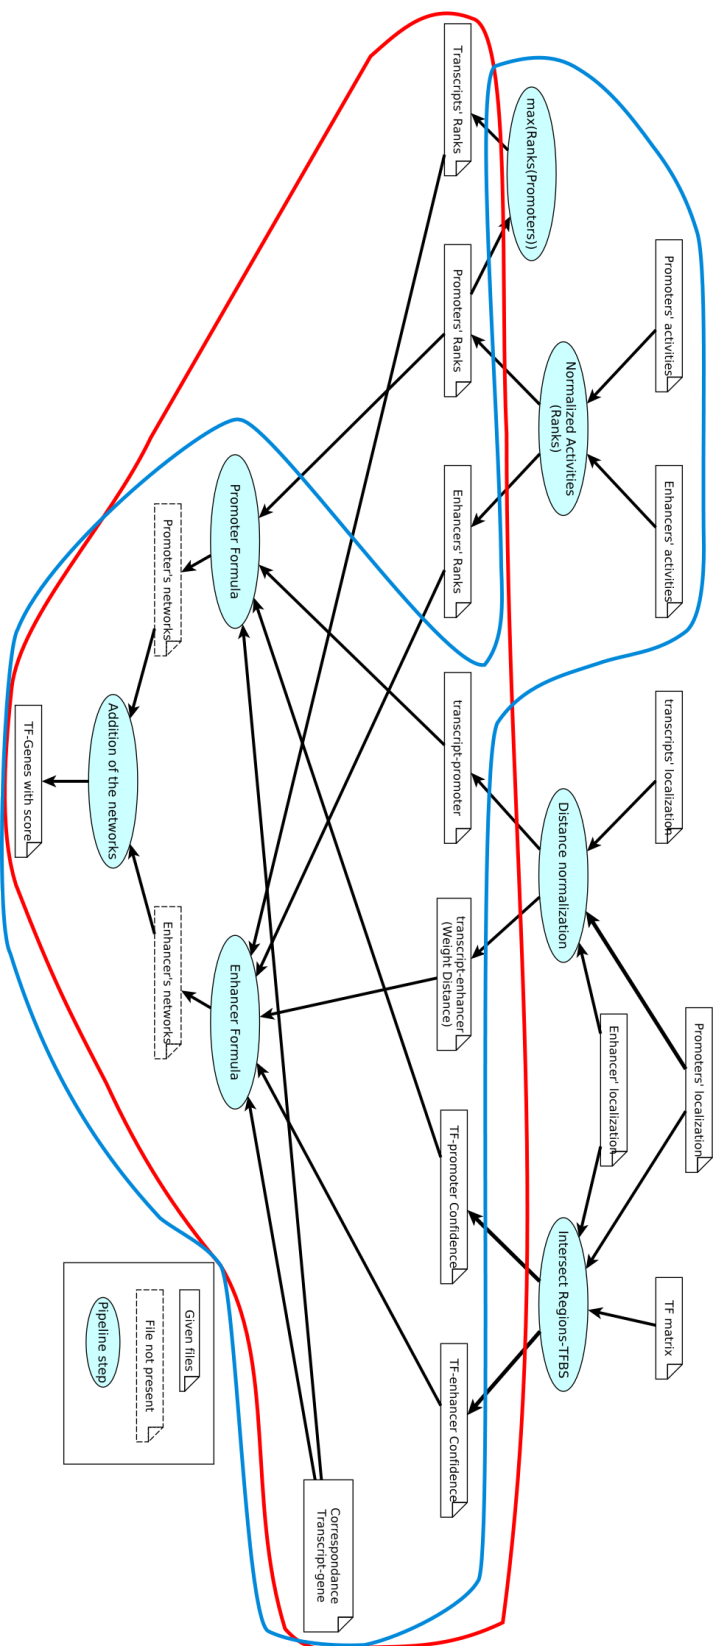 Promoters' activities
Enhancers' activities
transcripts' localization
Promoters' localization
Enhancer' localization
TF matrix
max(Ranks(Promoters))
Normalized Activities
(Ranks)
Distance normalization
Intersect Regions-TFBS
Transcripts' Ranks
Promoters' Ranks
Enhancers' Ranks
transcript-promoter
transcript-enhancer
(Weight Distance)
TF-promoter Confidence
TF-enhancer Confidence
Correspondance
Transcript-gene
Promoter Formula
Enhancer Formula
Promoter's networks
Enhancer's networks
Addition of the networks
TF-Genes with score
Given files
File not present
Pipeline step